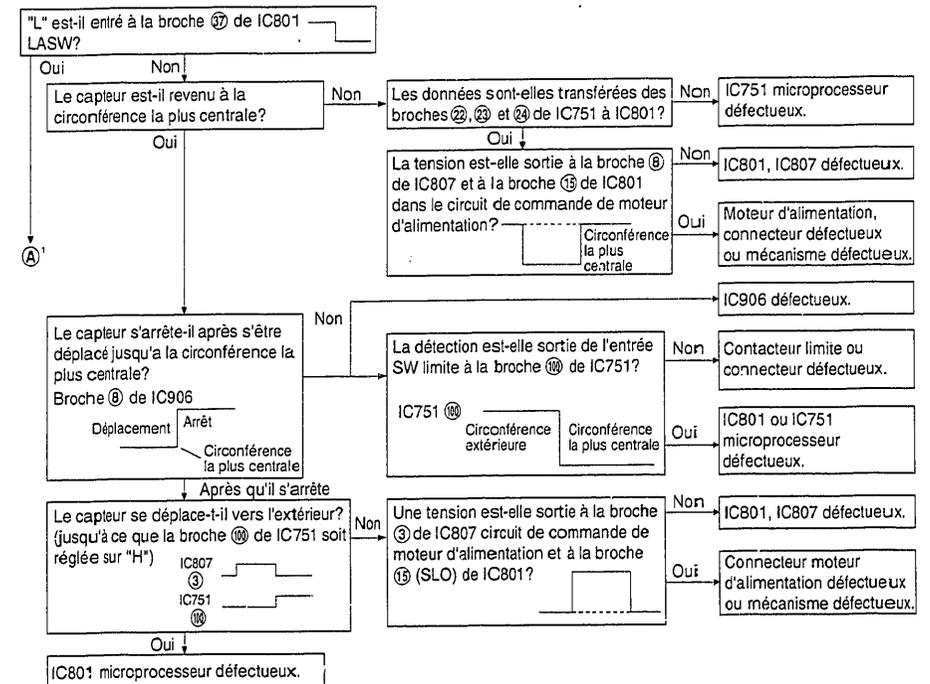 "L" est-il entré à la broche ㊲ de IC801
LASW?
Oui
Non
Le capteur est-il revenu à la
circonférence la plus centrale?
Non
Les données sont-elles transférées des
broches ㉒, ㉓ et ㉔ de IC751 à IC801?
Non
IC751 microprocesseur
défectueux.
Oui
Oui
La tension est-elle sortie à la broche ⑥
de IC807 et à la broche ⑮ de IC801
dans le circuit de commande de moteur
d'alimentation?
Circonférence
la plus
centrale
Non
IC801, IC807 défectueux.
Oui
Moteur d'alimentation,
connecteur défectueux
ou mécanisme défectueux.
Ⓐ¹
Le capteur s'arrête-il après s'être
déplacé jusqu'a la circonférence la
plus centrale?
Broche ⑧ de IC906
Déplacement
Arrêt
Circonférence
la plus centrale
Non
IC906 défectueux.
La détection est-elle sortie de l'entrée
SW limite à la broche (100) de IC751?
IC751 (100)
Circonférence
extérieure
Circonférence
la plus centrale
Non
Contacteur limite ou
connecteur défectueux.
Oui
IC801 ou IC751
microprocesseur
défectueux.
Après qu'il s'arrête
Le capteur se déplace-t-il vers l'extérieur?
(jusqu'à ce que la broche (100) de IC751 soit
réglée sur "H")
IC807
③
IC751
(100)
Non
Une tension est-elle sortie à la broche
③ de IC807 circuit de commande de
moteur d'alimentation et à la broche
⑮ (SLO) de IC801?
Non
IC801, IC807 défectueux.
Oui
Connecteur moteur
d'alimentation défectueux
ou mécanisme défectueux.
Oui
IC801 microprocesseur défectueux.